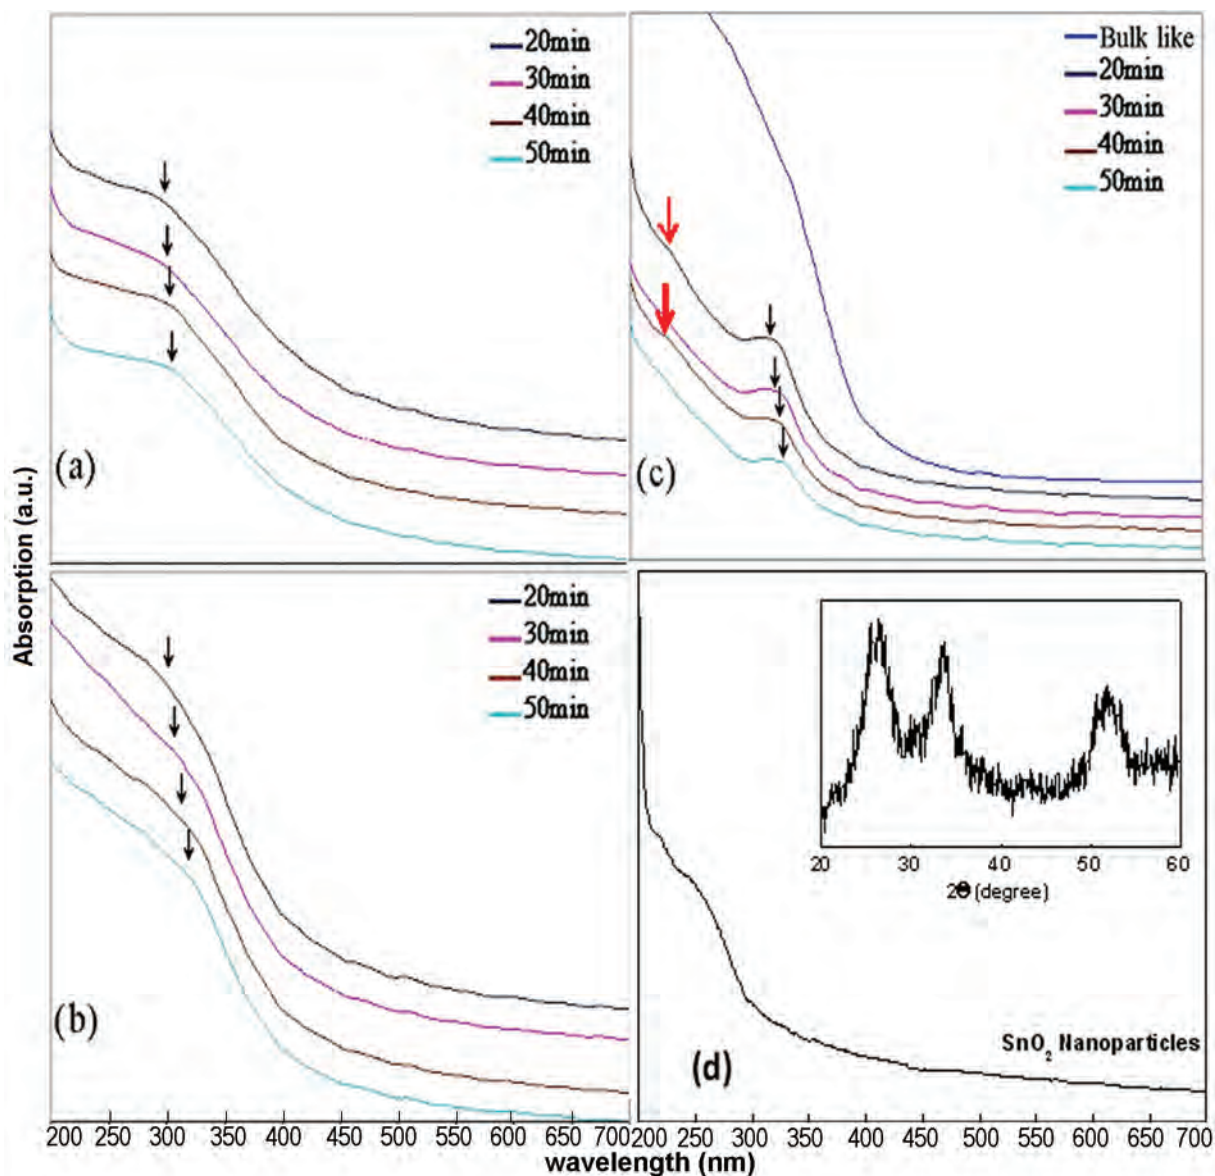 20min
30min
40min
50min
(a)
Bulk like
20min
30min
40min
50min
(c)
Absorption (a.u.)
20min
30min
40min
50min
(b)
20 30 40 50 60
2Θ (degree)
SnO₂ Nanoparticles
(d)
200 250 300 350 400 450 500 550 600 650 700
200 250 300 350 400 450 500 550 600 650 700
wavelength (nm)